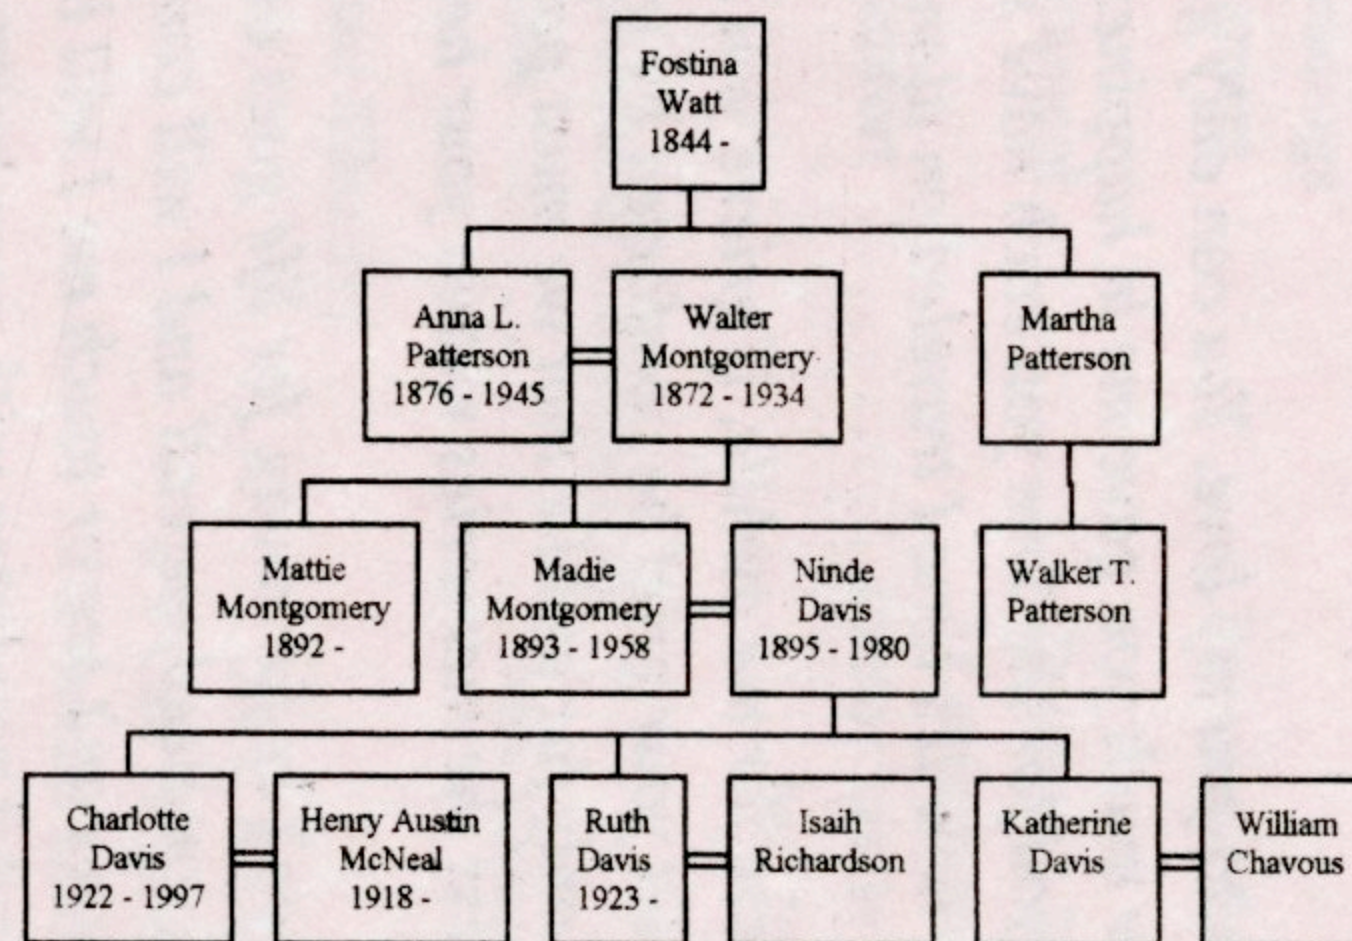 Fostina
Watt
1844 -
Anna L.
Patterson
1876 - 1945
Walter
Montgomery
1872 - 1934
Martha
Patterson
Mattie
Montgomery
1892 -
Madie
Montgomery
1893 - 1958
Ninde
Davis
1895 - 1980
Walker T.
Patterson
Charlotte
Davis
1922 - 1997
Henry Austin
McNeal
1918 -
Ruth
Davis
1923 -
Isaih
Richardson
Katherine
Davis
William
Chavous